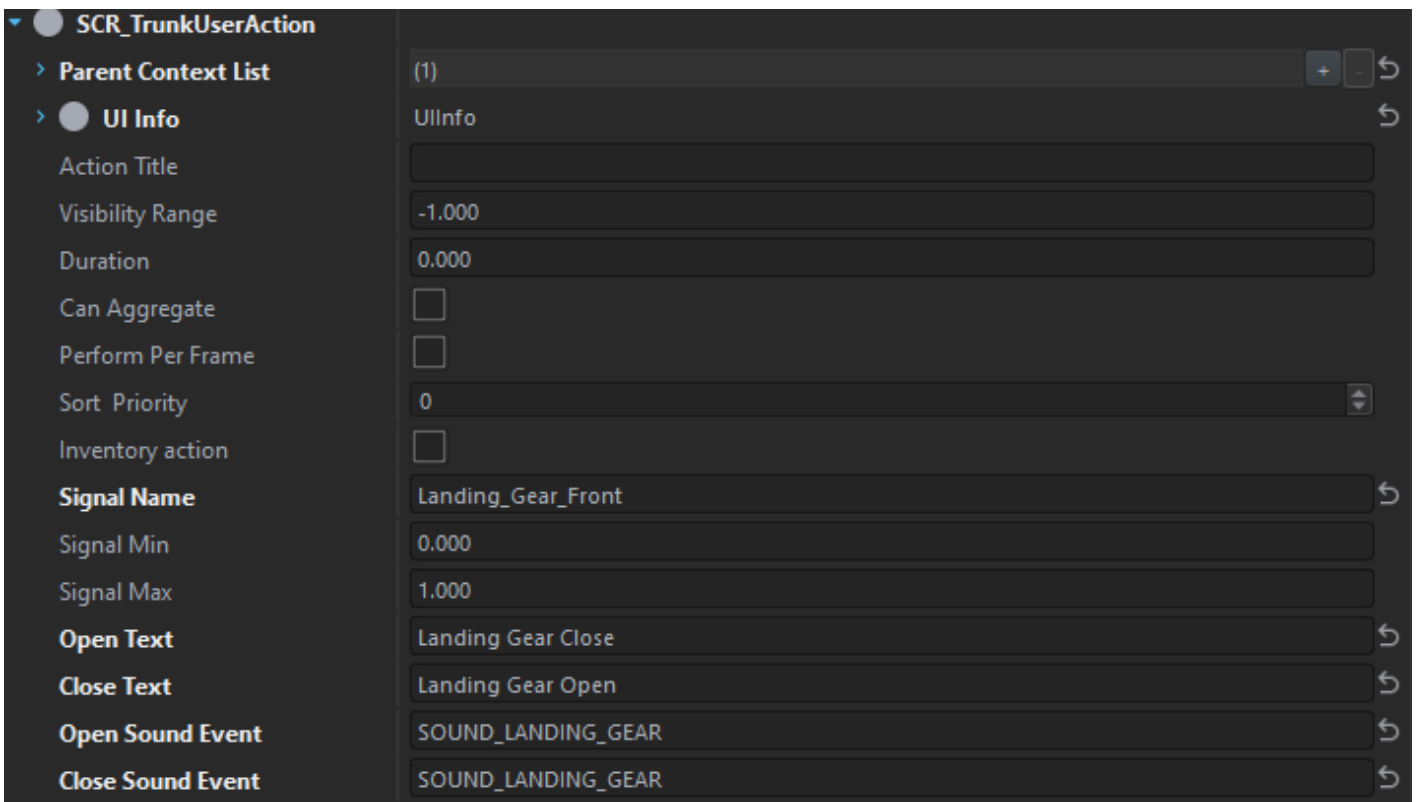 SCR_TrunkUserAction
Parent Context List (1) + -
UI Info UIInfo
Action Title
Visibility Range -1.000
Duration 0.000
Can Aggregate
Perform Per Frame
Sort Priority 0
Inventory action
Signal Name Landing_Gear_Front
Signal Min 0.000
Signal Max 1.000
Open Text Landing Gear Close
Close Text Landing Gear Open
Open Sound Event SOUND_LANDING_GEAR
Close Sound Event SOUND_LANDING_GEAR